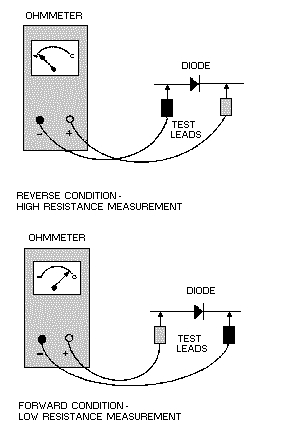 OHMMETER
DIODE
- +
TEST
LEADS
REVERSE CONDITION -
HIGH RESISTANCE MEASUREMENT
OHMMETER
DIODE
- +
TEST
LEADS
FORWARD CONDITION -
LOW RESISTANCE MEASUREMENT